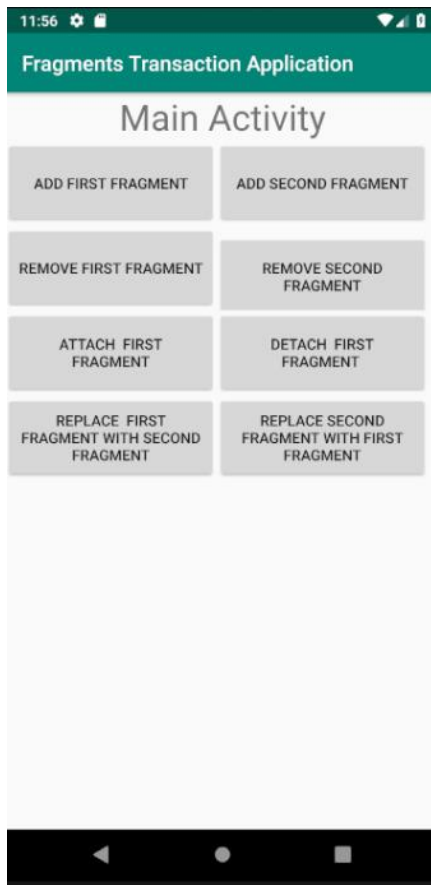 11:56
Fragments Transaction Application
Main Activity
ADD FIRST FRAGMENT
ADD SECOND FRAGMENT
REMOVE FIRST FRAGMENT
REMOVE SECOND
FRAGMENT
ATTACH FIRST
FRAGMENT
DETACH FIRST
FRAGMENT
REPLACE FIRST
FRAGMENT WITH SECOND
FRAGMENT
REPLACE SECOND
FRAGMENT WITH FIRST
FRAGMENT